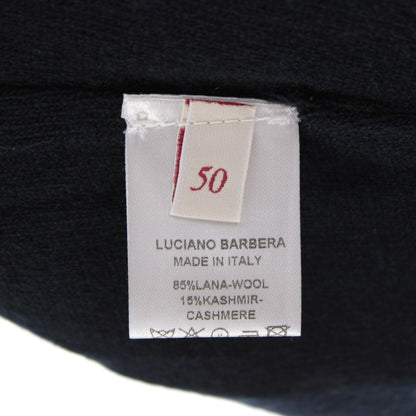 50
LUCIANO BARBERA
MADE IN ITALY
85%LANA-WOOL
15%KASHMIR-
CASHMERE